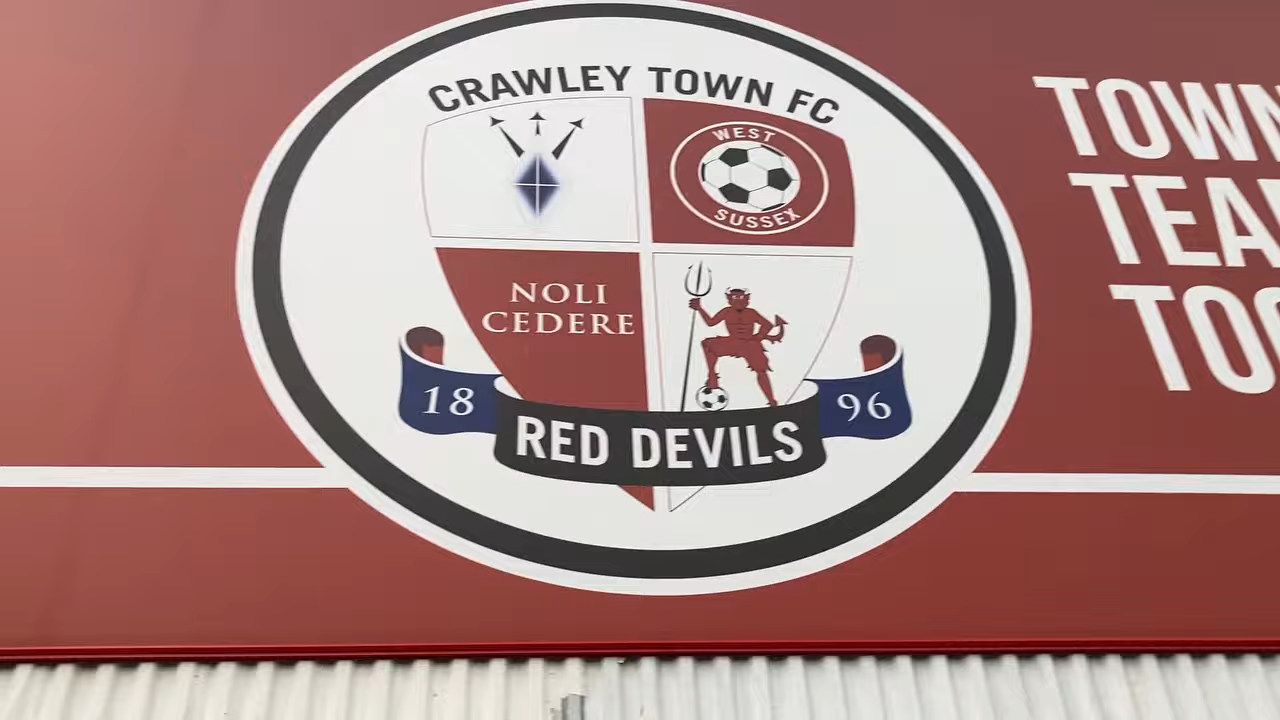 CRAWLEY TOWN FC
WEST
SUSSEX
NOLI
CEDERE
18
96
RED DEVILS